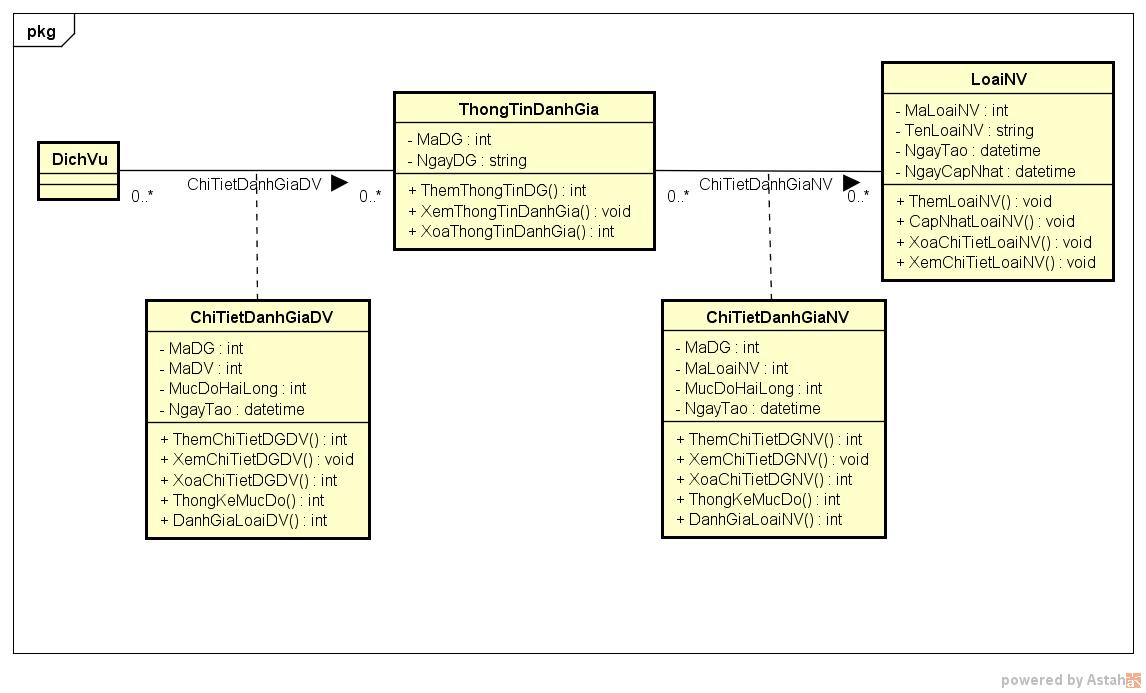 pkg
DichVu
0..*
ChiTietDanhGiaDV
0..*
ThongTinDanhGia
- MaDG : int
- NgayDG : string
+ ThemThongTinDG() : int
+ XemThongTinDanhGia() : void
+ XoaThongTinDanhGia() : int
0..*
ChiTietDanhGiaNV
0..*
LoaiNV
- MaLoaiNV : int
- TenLoaiNV : string
- NgayTao : datetime
- NgayCapNhat : datetime
+ ThemLoaiNV() : void
+ CapNhatLoaiNV() : void
+ XoaChiTietLoaiNV() : void
+ XemChiTietLoaiNV() : void
ChiTietDanhGiaDV
- MaDG : int
- MaDV : int
- MucDoHaiLong : int
- NgayTao : datetime
+ ThemChiTietDGDV() : int
+ XemChiTietDGDV() : void
+ XoaChiTietDGDV() : int
+ ThongKeMucDo() : int
+ DanhGiaLoaiDV() : int
ChiTietDanhGiaNV
- MaDG : int
- MaLoaiNV : int
- MucDoHaiLong : int
- NgayTao : datetime
+ ThemChiTietDGNV() : int
+ XemChiTietDGNV() : void
+ XoaChiTietDGNV() : int
+ ThongKeMucDo() : int
+ DanhGiaLoaiNV() : int
powered by Astah